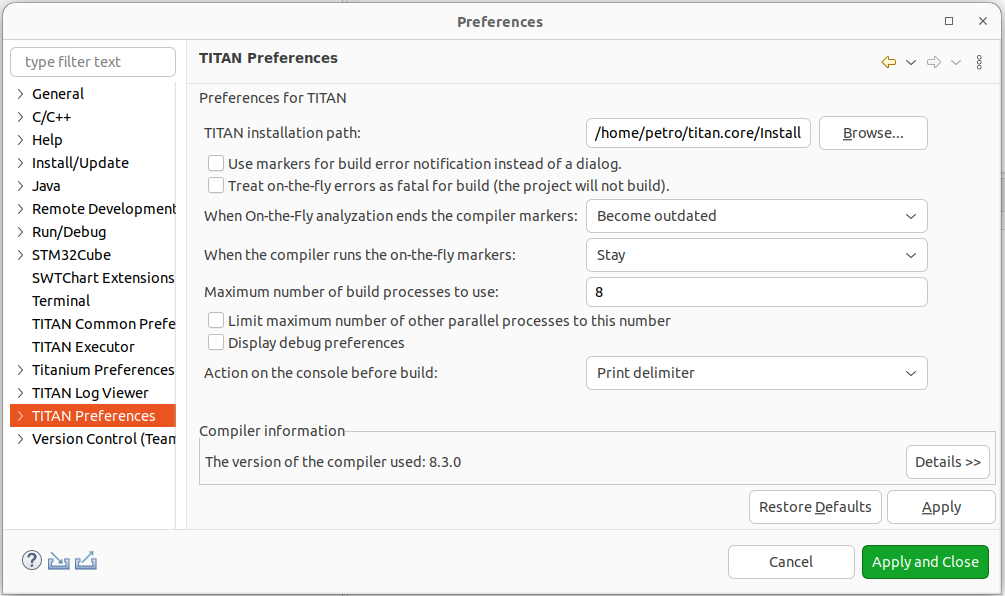 Preferences
type filter text
General
C/C++
Help
Install/Update
Java
Remote Development
Run/Debug
STM32Cube
SWTChart Extensions
Terminal
TITAN Common Prefe
TITAN Executor
Titanium Preferences
TITAN Log Viewer
TITAN Preferences
Version Control (Tean
TITAN Preferences
Preferences for TITAN
TITAN installation path: /home/petro/titan.core/Install Browse...
Use markers for build error notification instead of a dialog.
Treat on-the-fly errors as fatal for build (the project will not build).
When On-the-Fly analyzation ends the compiler markers: Become outdated
When the compiler runs the on-the-fly markers: Stay
Maximum number of build processes to use: 8
Limit maximum number of other parallel processes to this number
Display debug preferences
Action on the console before build: Print delimiter
Compiler information
The version of the compiler used: 8.3.0 Details >>
Restore Defaults Apply
? Cancel Apply and Close